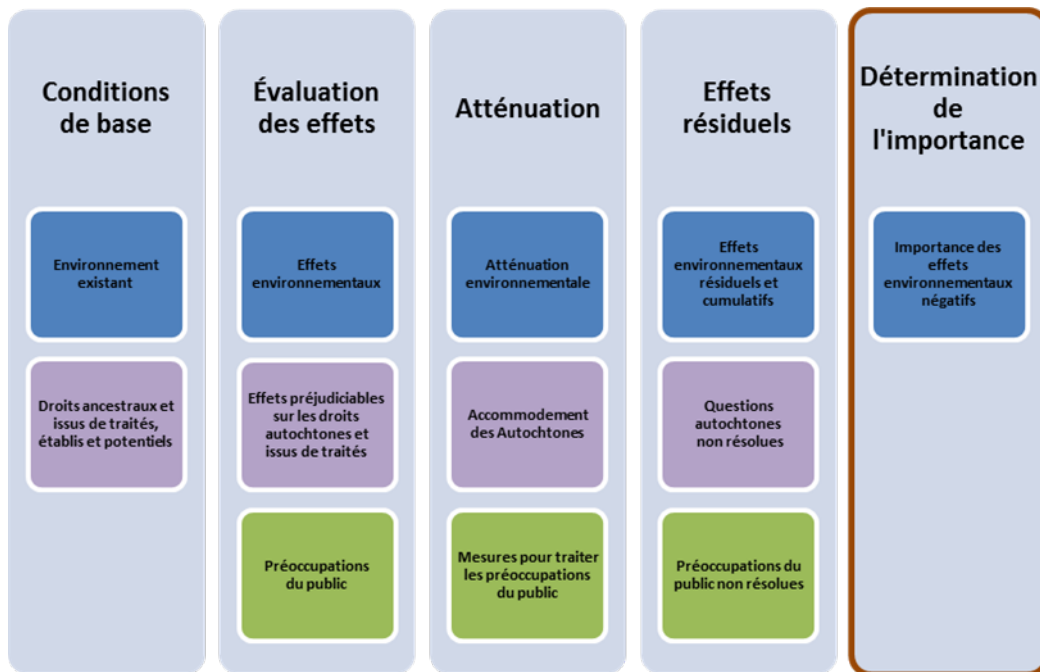 Conditions
de base
Environnement
existant
Droits ancestraux et
issus de traités,
établis et potentiels
Évaluation
des effets
Effets
environnementaux
Effets préjudiciables
sur les droits
autochtones et
issus de traités
Préoccupations
du public
Atténuation
Atténuation
environnementale
Accommodement
des Autochtones
Mesures pour traiter
les préoccupations
du public
Effets
résiduels
Effets
environnementaux
résiduels et
cumulatifs
Questions
autochtones
non résolues
Préoccupations du
public non résolues
Détermination
de
l'importance
Importance des
effets
environnementaux
négatifs